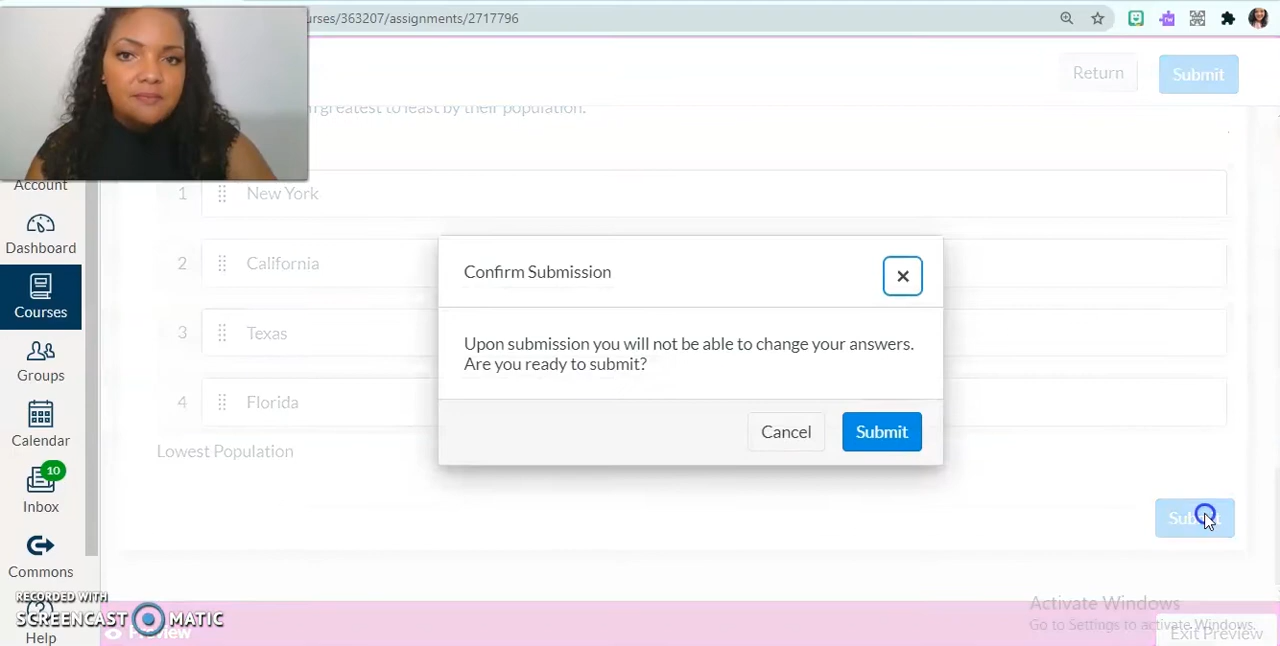 urses/363207/assignments/2717796
Return
Submit
greatest to least by their population.
Account
Dashboard
Courses
Groups
Calendar
10
Inbox
Commons
Help
1
New York
2
California
3
Texas
4
Florida
Lowest Population
Confirm Submission
Upon submission you will not be able to change your answers.
Are you ready to submit?
Cancel
Submit
Submit
RECORDED WITH
SCREENCAST MATIC
Preview
Activate Windows
Go to Settings to activate Windows.
Exit Preview